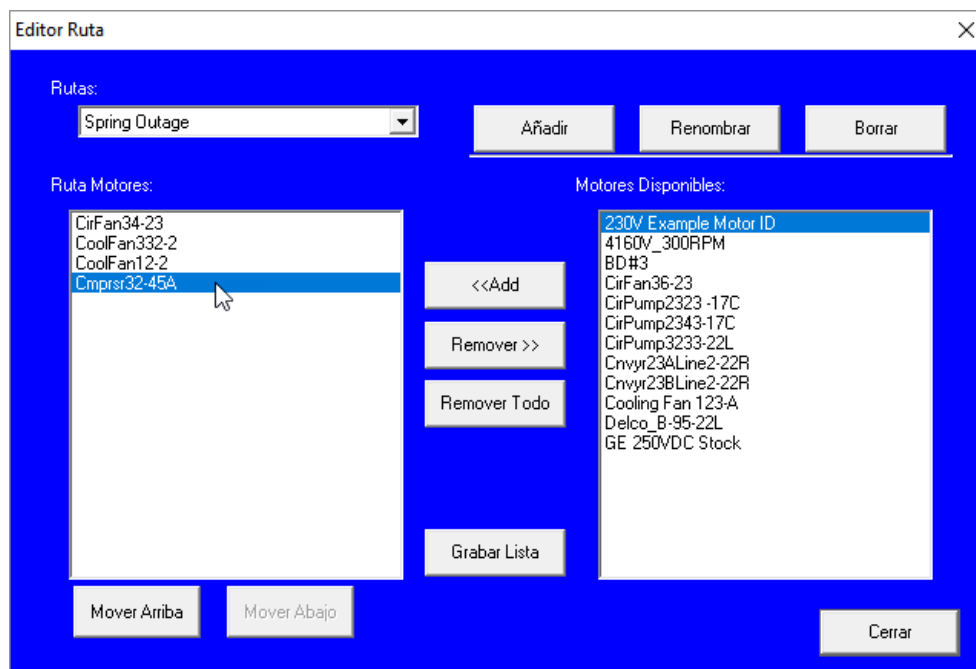 Editor Ruta
Rutas:
Spring Outage
Añadir
Renombrar
Borrar
Ruta Motores:
CirFan34-23
CoolFan332-2
CoolFan12-2
Cmprsr32-45A
<<Add
Remover >>
Remover Todo
Grabar Lista
Motores Disponibles:
230V Example Motor ID
4160V_300RPM
BD#3
CirFan36-23
CirPump2323 -17C
CirPump2343-17C
CirPump3233-22L
Cnvyr23ALine2-22R
Cnvyr23BLine2-22R
Cooling Fan 123-A
Delco_B-95-22L
GE 250VDC Stock
Mover Arriba
Mover Abajo
Cerrar